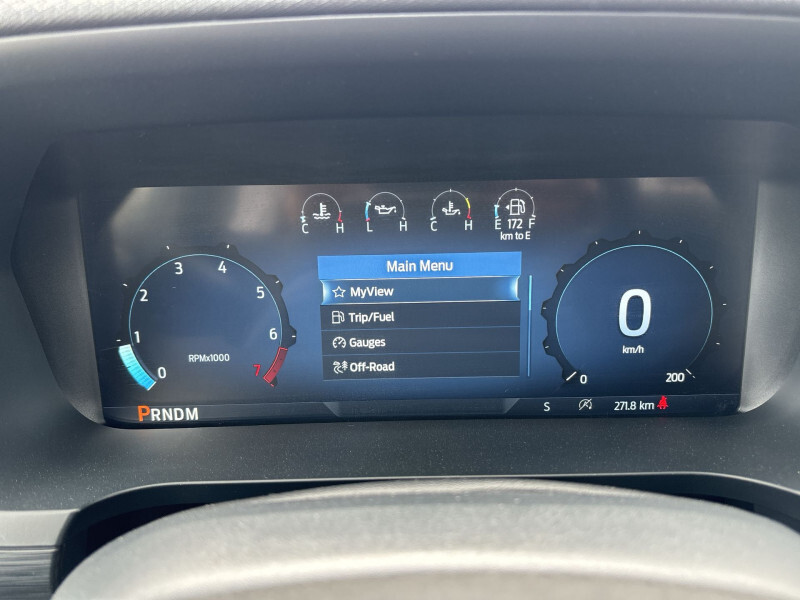 C H
L H
C H
E 172 F
km to E
Main Menu
MyView
Trip/Fuel
Gauges
Off-Road
0 1 2 3 4 5 6 7
RPMx1000
0
km/h
0 200
PRNDM
S
271.8 km